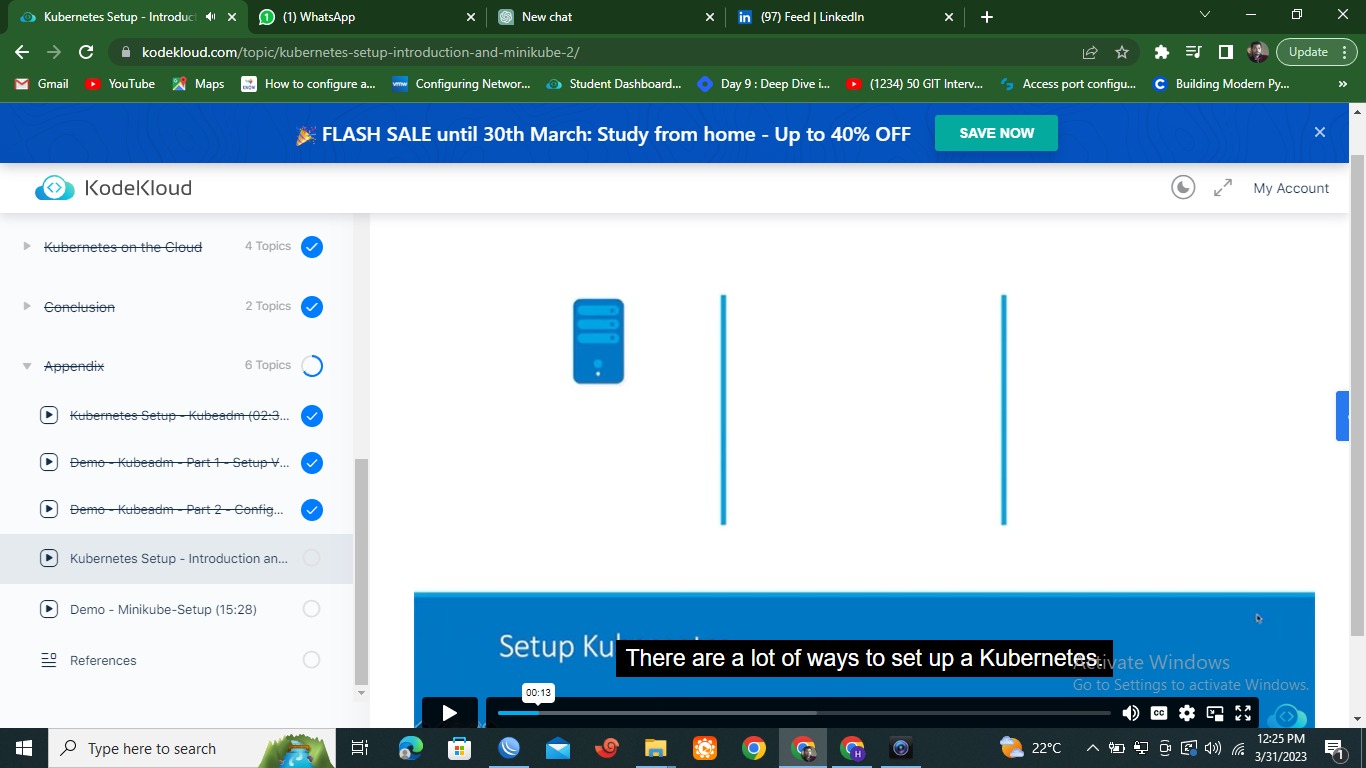 Kubernetes Setup - Introduct
(1) WhatsApp
New chat
(97) Feed | LinkedIn
kodekloud.com/topic/kubernetes-setup-introduction-and-minikube-2/
Update
Gmail
YouTube
Maps
How to configure a...
Configuring Networ...
Student Dashboard...
Day 9 : Deep Dive i...
(1234) 50 GIT Interv...
Access port configu...
Building Modern Py...
»
FLASH SALE until 30th March: Study from home - Up to 40% OFF
SAVE NOW
KodeKloud
My Account
Kubernetes on the Cloud
4 Topics
Conclusion
2 Topics
Appendix
6 Topics
Kubernetes Setup - Kubeadm (02:3...
Demo - Kubeadm - Part 1 - Setup V...
Demo - Kubeadm - Part 2 - Config...
Kubernetes Setup - Introduction an...
Demo - Minikube-Setup (15:28)
References
Setup
There are a lot of ways to set up a Kubernetes.
Activate Windows
Go to Settings to activate Windows.
00:13
CC
Type here to search
22°C
12:25 PM
3/31/2023
1